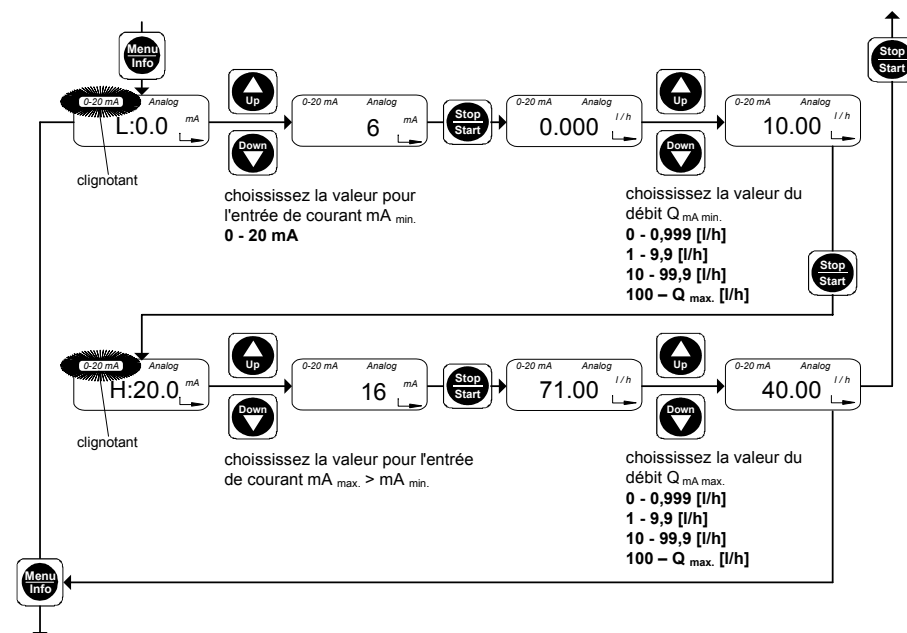 Menu
Info
Stop
Start
0-20 mA Analog
L:0.0 mA
clignotant
Up
Down
0-20 mA Analog
6 mA
choississez la valeur pour
l'entrée de courant mA min.
0 - 20 mA
Stop
Start
0-20 mA Analog
0.000 l / h
Up
Down
0-20 mA Analog
10.00 l / h
choississez la valeur du
débit Q mA min.
0 - 0,999 [l/h]
1 - 9,9 [l/h]
10 - 99,9 [l/h]
100 – Q max. [l/h]
Stop
Start
0-20 mA Analog
H:20.0 mA
clignotant
Up
Down
0-20 mA Analog
16 mA
choississez la valeur pour l'entrée
de courant mA max. > mA min.
Stop
Start
0-20 mA Analog
71.00 l / h
Up
Down
0-20 mA Analog
40.00 l / h
choississez la valeur du
débit Q mA max.
0 - 0,999 [l/h]
1 - 9,9 [l/h]
10 - 99,9 [l/h]
100 – Q max. [l/h]
Menu
Info